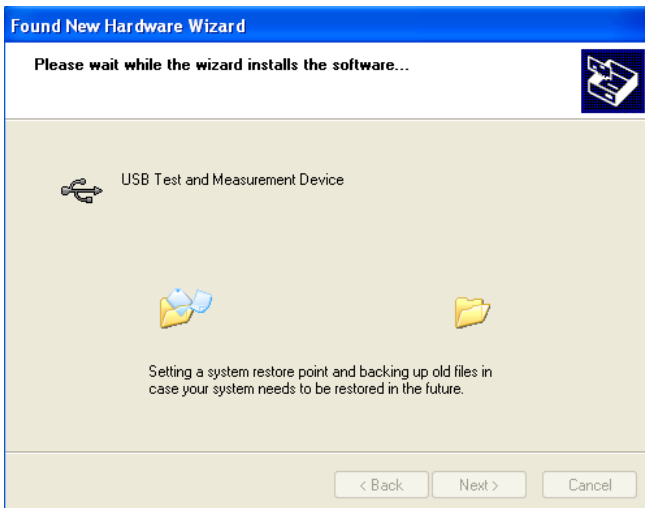 Found New Hardware Wizard
Please wait while the wizard installs the software...
USB Test and Measurement Device
Setting a system restore point and backing up old files in
case your system needs to be restored in the future.
< Back
Next >
Cancel